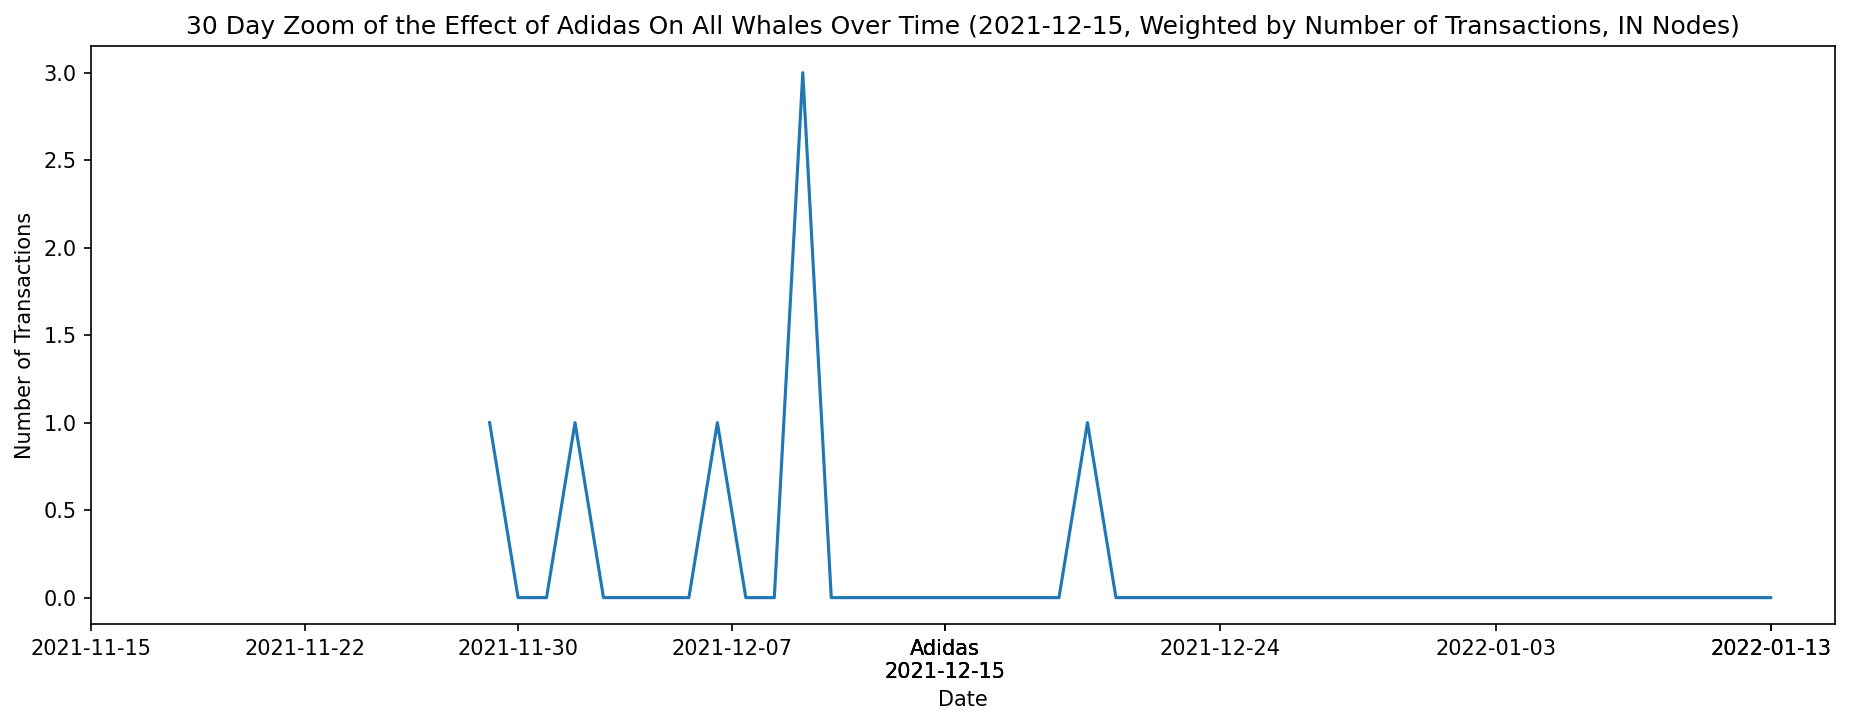 30 Day Zoom of the Effect of Adidas On All Whales Over Time (2021-12-15, Weighted by Number of Transactions, IN Nodes)
Number of Transactions
3.0
2.5
2.0
1.5
1.0
0.5
0.0
2021-11-15 2021-11-22 2021-11-30 2021-12-07 Adidas 2021-12-24 2022-01-03 2022-01-13
2021-12-15
Date